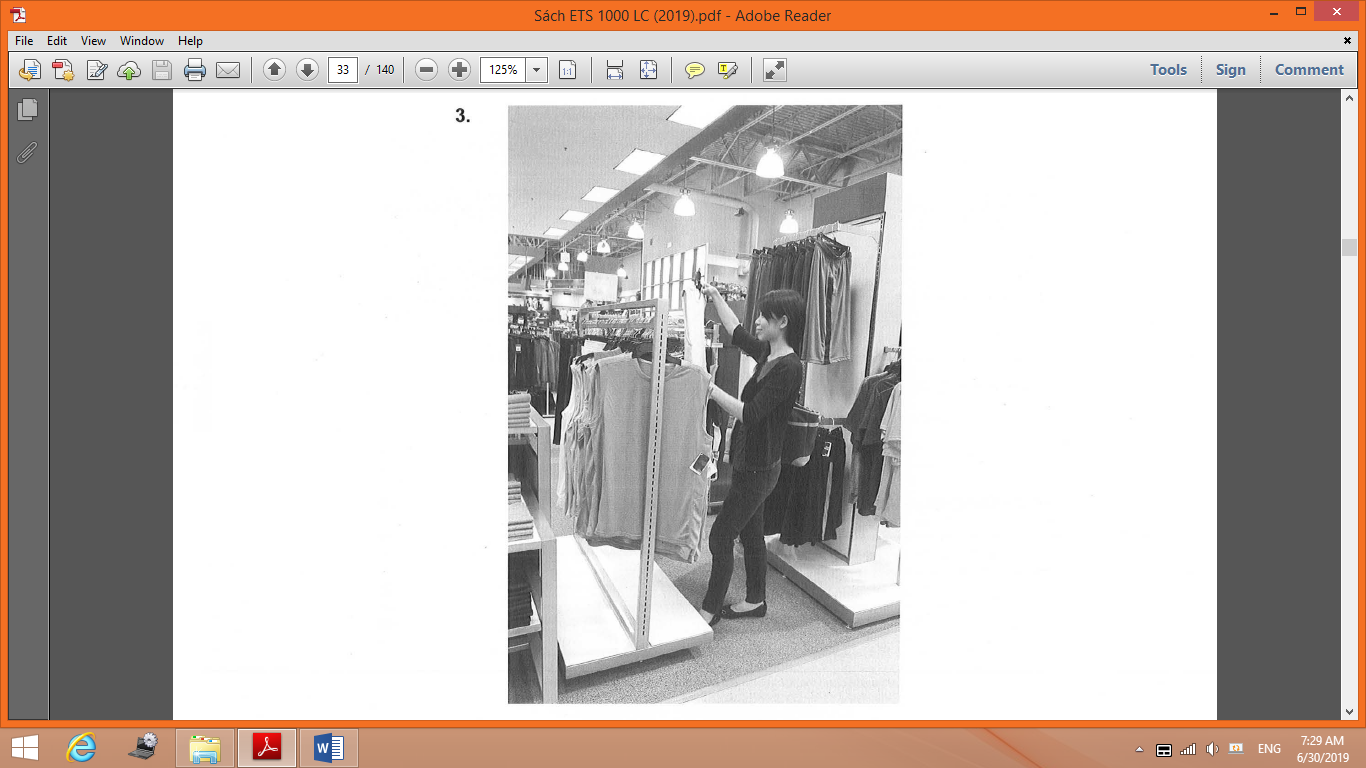 Sách ETS 1000 LC (2019).pdf - Adobe Reader
File Edit View Window Help
33 / 140 125% Tools Sign Comment
3.
ENG 7:29 AM
6/30/2019